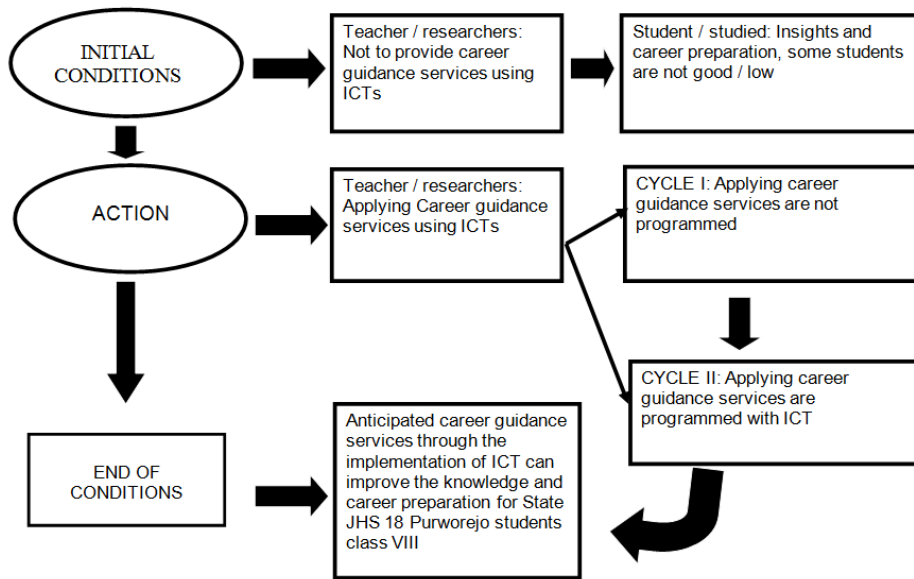 INITIAL
CONDITIONS
Teacher / researchers:
Not to provide career
guidance services using
ICTs
Student / studied: Insights and
career preparation, some students
are not good / low
ACTION
Teacher / researchers:
Applying Career guidance
services using ICTs
CYCLE I: Applying career
guidance services are not
programmed
CYCLE II: Applying career
guidance services are
programmed with ICT
END OF
CONDITIONS
Anticipated career guidance
services through the
implementation of ICT can
improve the knowledge and
career preparation for State
JHS 18 Purworejo students
class VIII